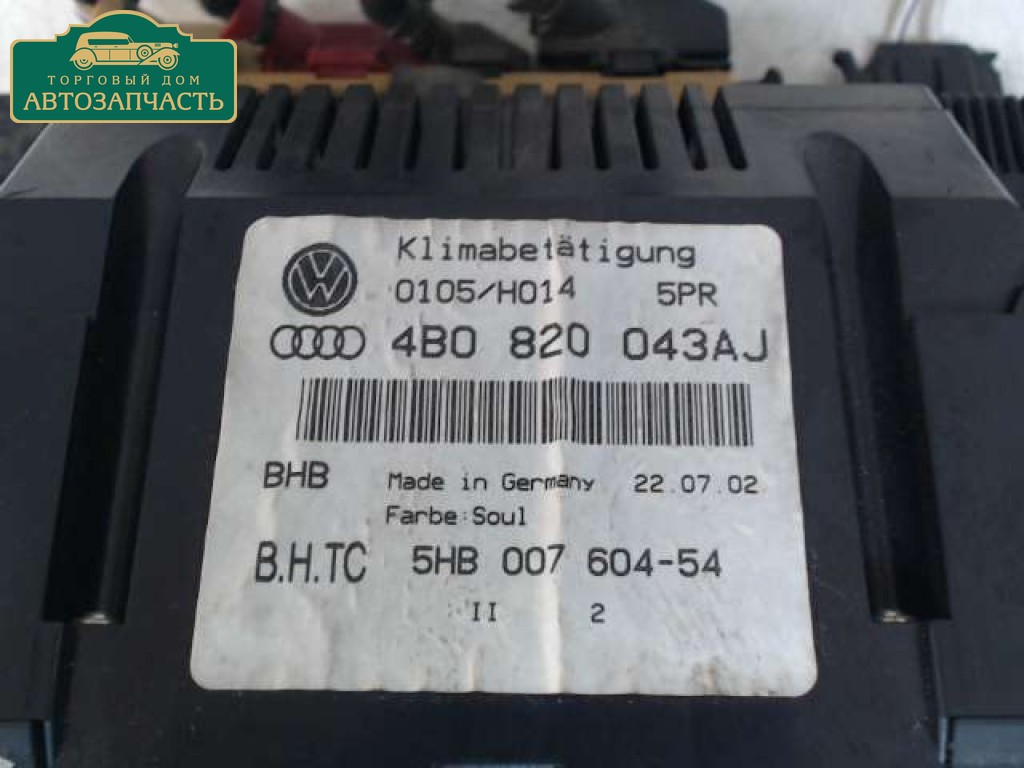 ТОРГОВЫЙ ДОМ
АВТОЗАПЧАСТЬ
Klimabetätigung
0105/H014 5PR
4B0 820 043AJ
BHB Made in Germany 22.07.02
Farbe:Soul
B.H.TC 5HB 007 604-54
II 2